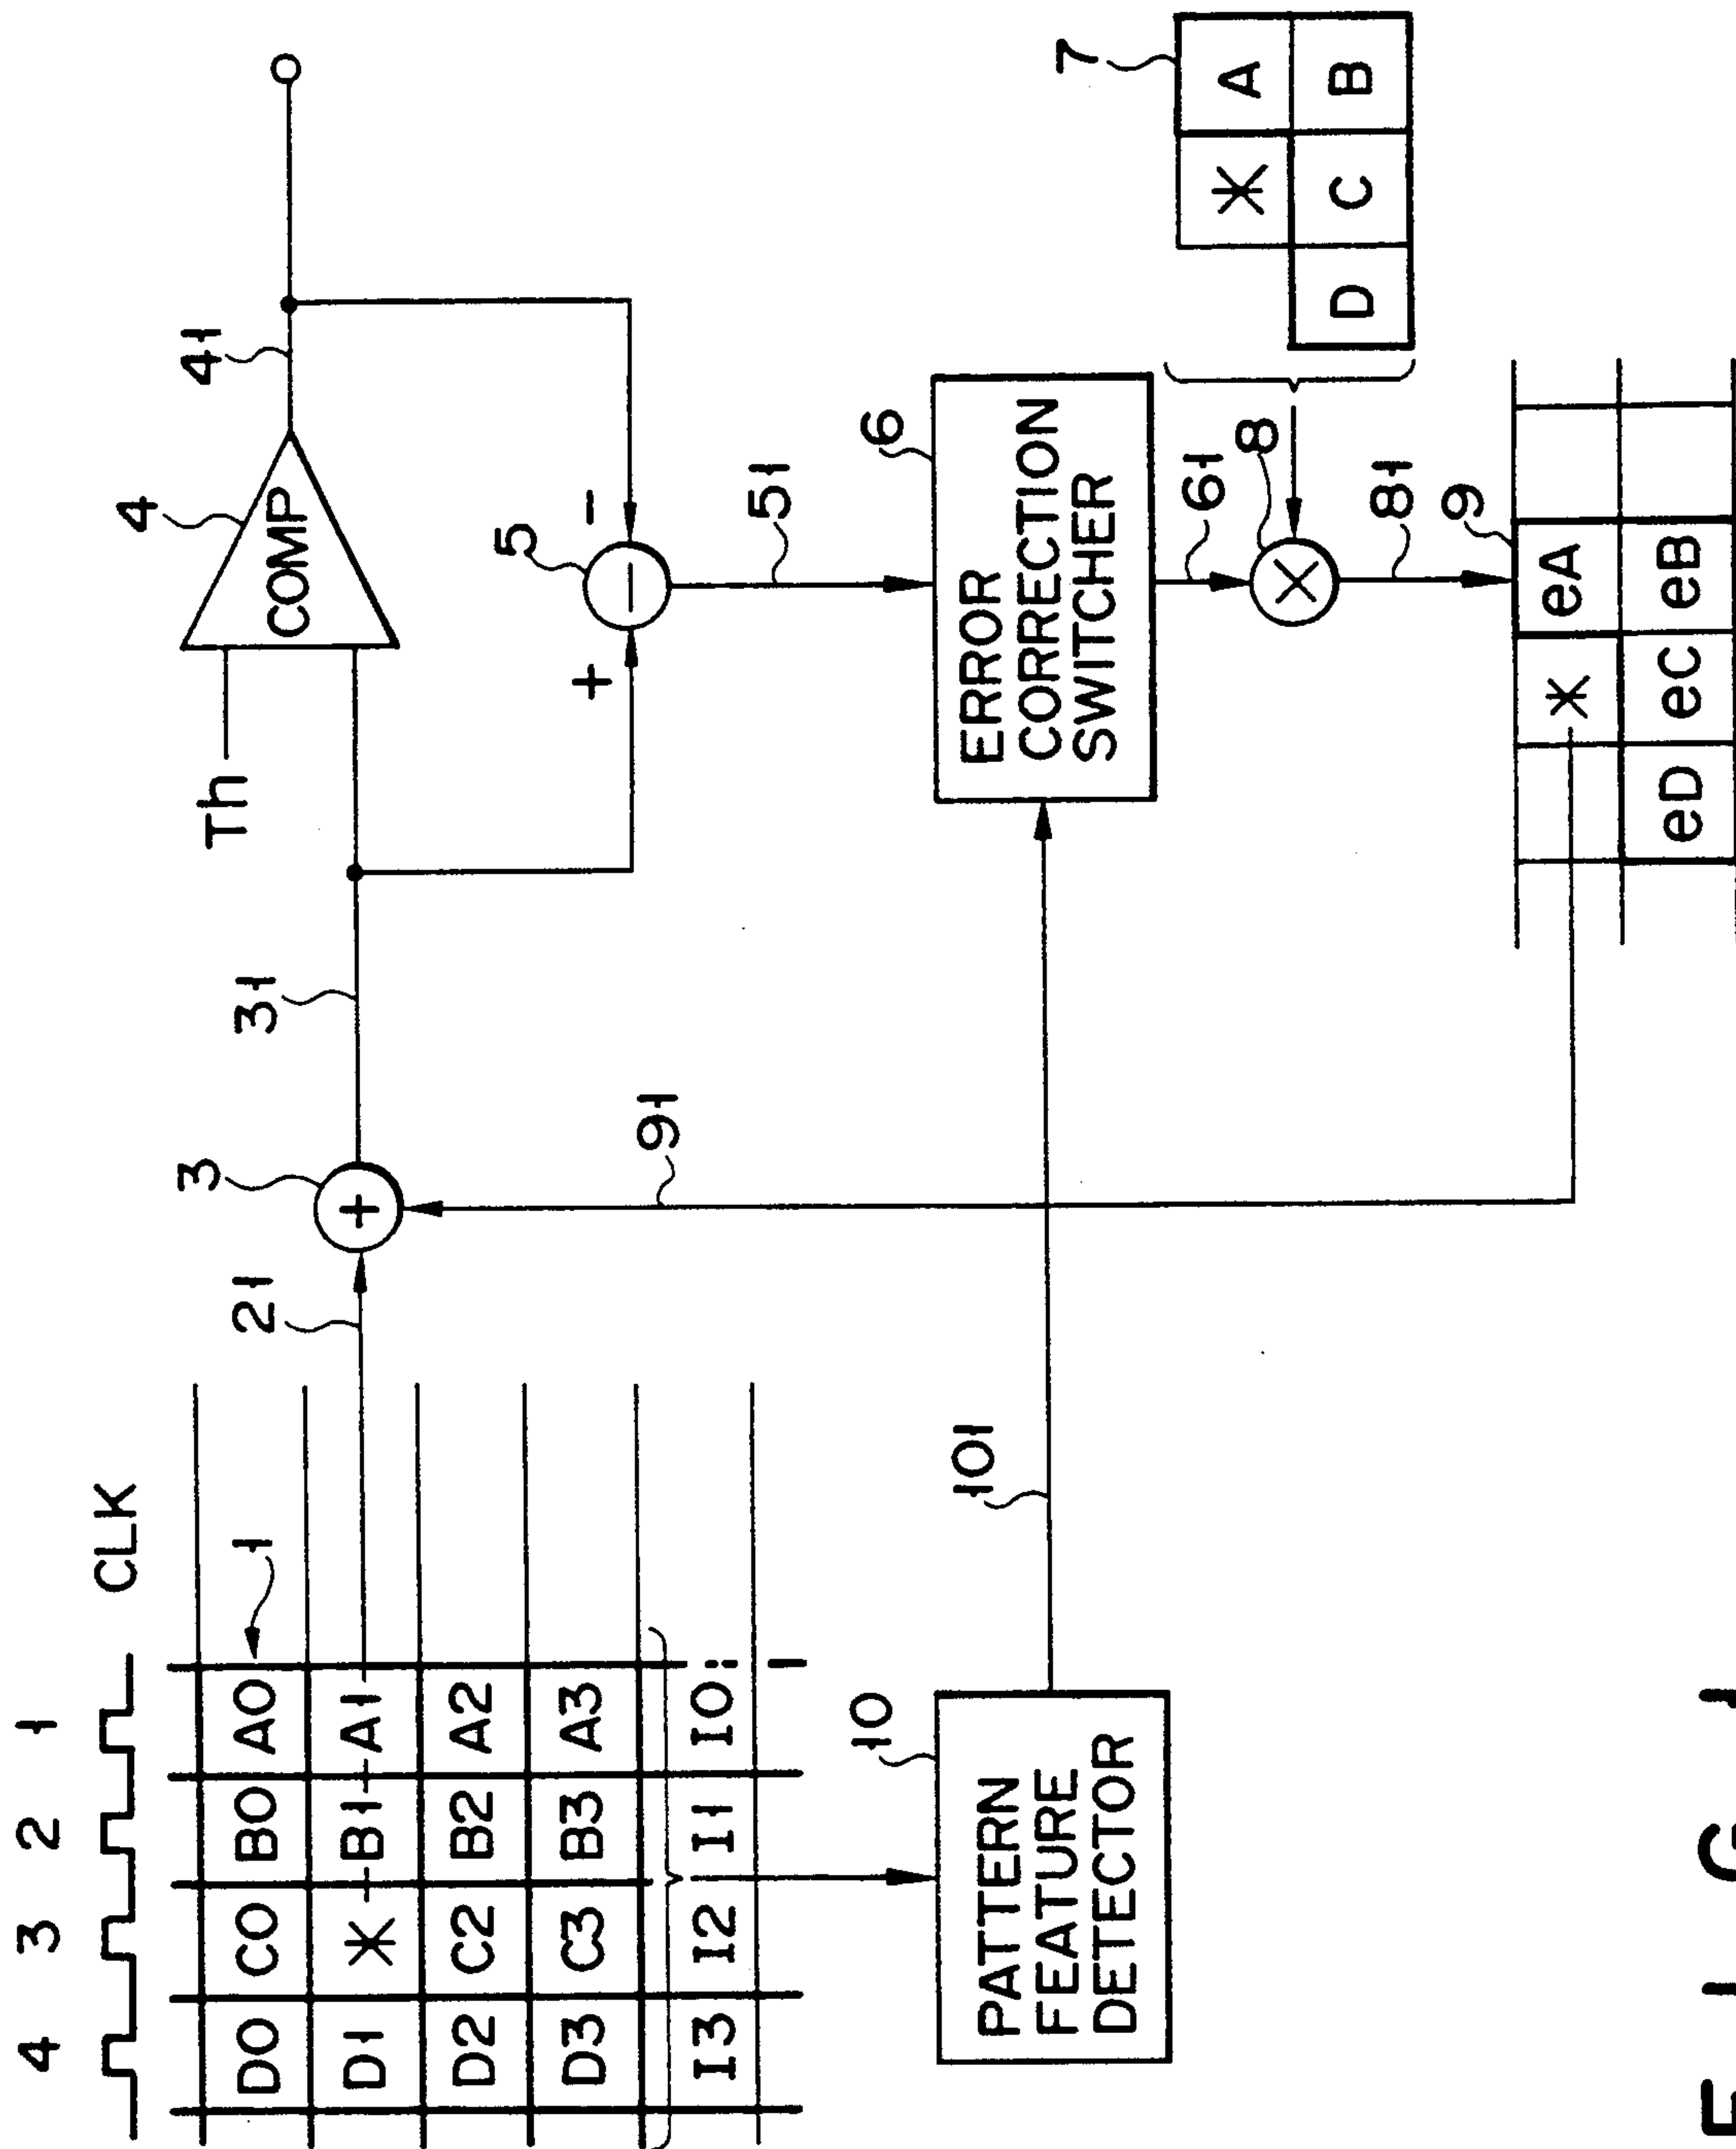 4 3 2 1
CLK
D0 C0 B0 A0
1
D1 * B1 A1
D2 C2 B2 A2
D3 C3 B3 A3
I3 I2 I1 I0
21
3
+
31
91
Th
4
COMP
41
5
+
-
−
51
10
PATTERN
FEATURE
DETECTOR
101
6
ERROR
CORRECTION
SWITCHER
61
8
×
81
7
* A
D C B
9
* eA
eD eC eB
FIG. 1